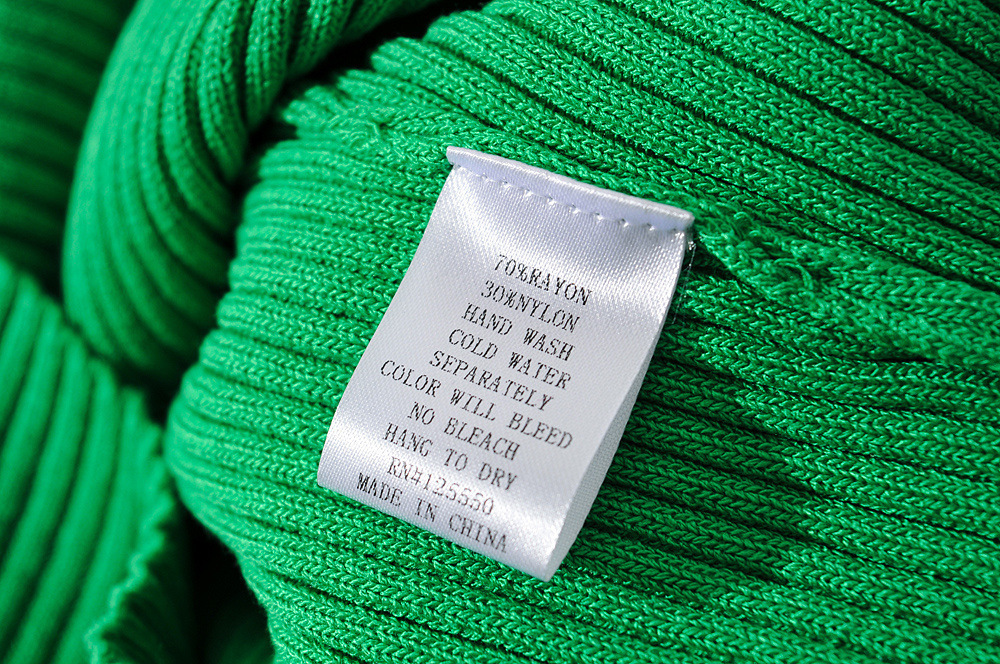 70%RAYON
30%NYLON
HAND WASH
COLD WATER
SEPARATELY
COLOR WILL BLEED
NO BLEACH
HANG TO DRY
RN#125550
MADE IN CHINA